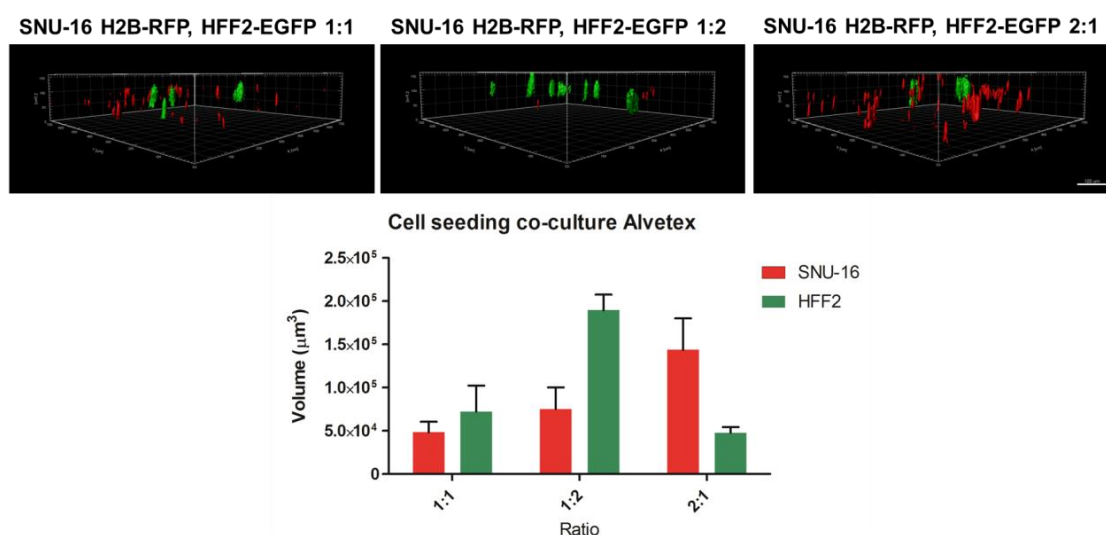 SNU-16 H2B-RFP, HFF2-EGFP 1:1
SNU-16 H2B-RFP, HFF2-EGFP 1:2
SNU-16 H2B-RFP, HFF2-EGFP 2:1
100 µm
Cell seeding co-culture Alvetex
SNU-16
HFF2
Volume (µm³)
2.5×10⁵
2.0×10⁵
1.5×10⁵
1.0×10⁵
5.0×10⁴
0
1:1
1:2
2:1
Ratio